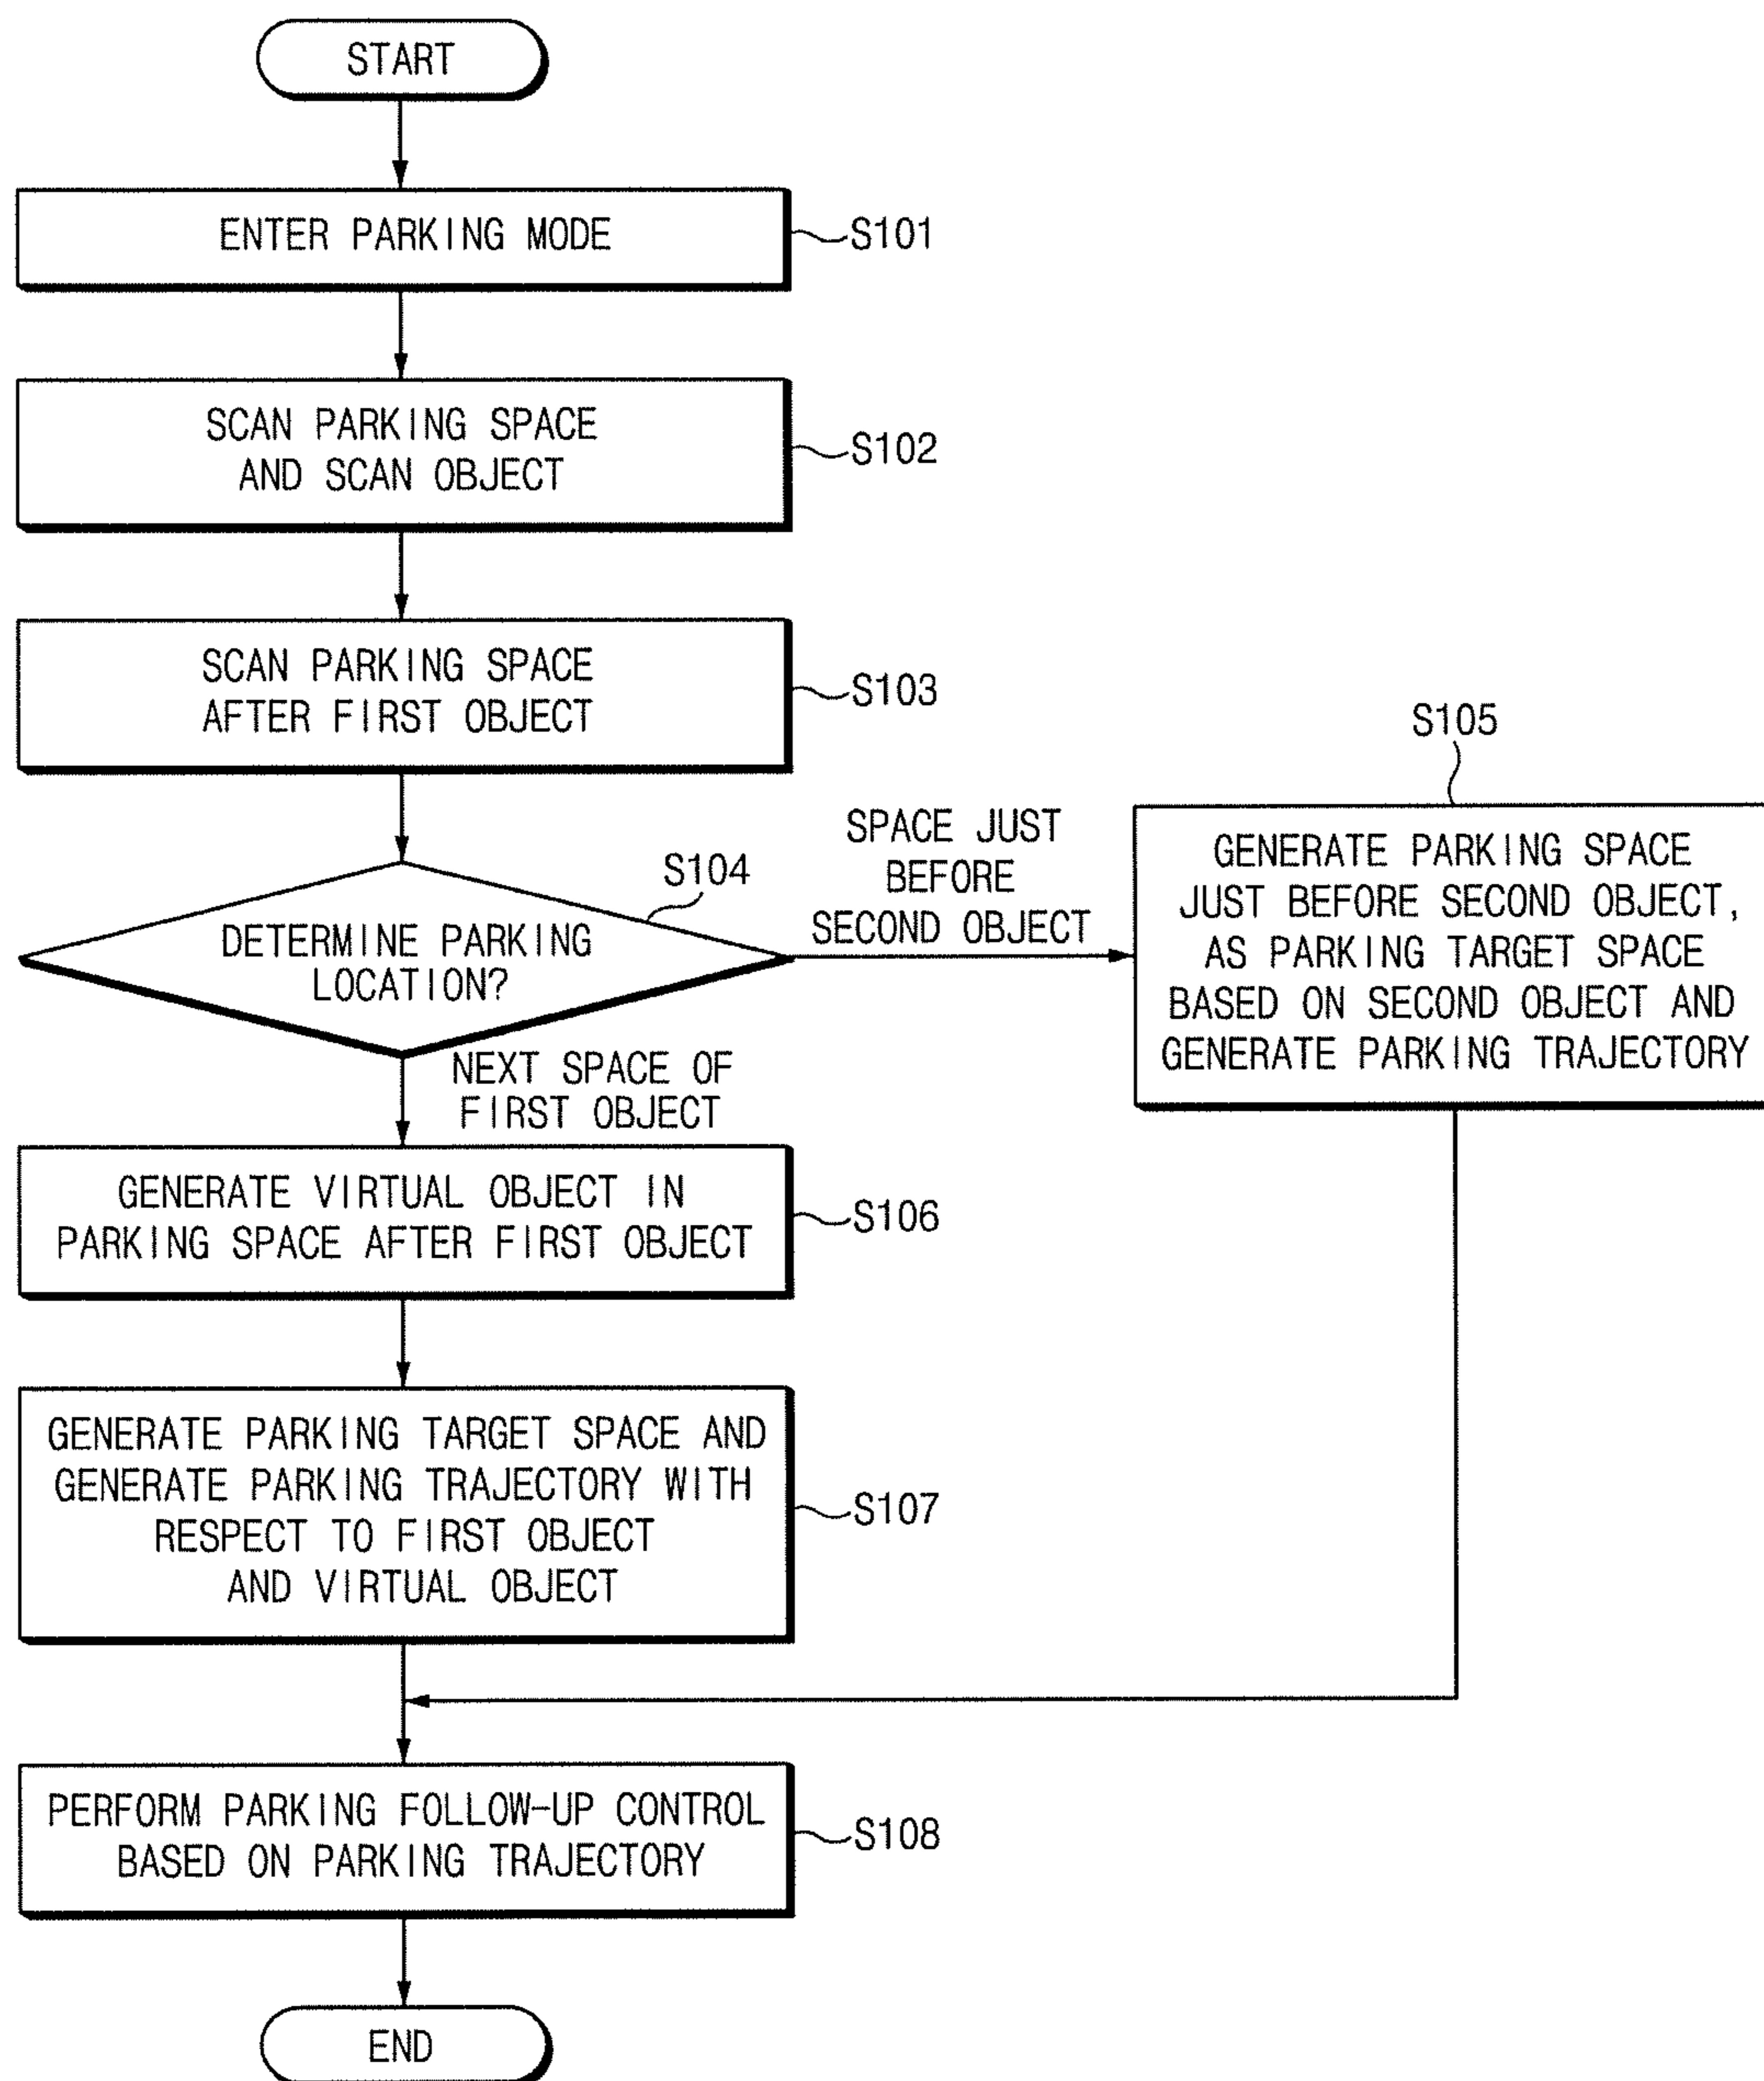 START
ENTER PARKING MODE
S101
SCAN PARKING SPACE
AND SCAN OBJECT
S102
SCAN PARKING SPACE
AFTER FIRST OBJECT
S103
DETERMINE PARKING
LOCATION?
S104
SPACE JUST
BEFORE
SECOND OBJECT
S105
GENERATE PARKING SPACE
JUST BEFORE SECOND OBJECT,
AS PARKING TARGET SPACE
BASED ON SECOND OBJECT AND
GENERATE PARKING TRAJECTORY
NEXT SPACE OF
FIRST OBJECT
GENERATE VIRTUAL OBJECT IN
PARKING SPACE AFTER FIRST OBJECT
S106
GENERATE PARKING TARGET SPACE AND
GENERATE PARKING TRAJECTORY WITH
RESPECT TO FIRST OBJECT
AND VIRTUAL OBJECT
S107
PERFORM PARKING FOLLOW-UP CONTROL
BASED ON PARKING TRAJECTORY
S108
END